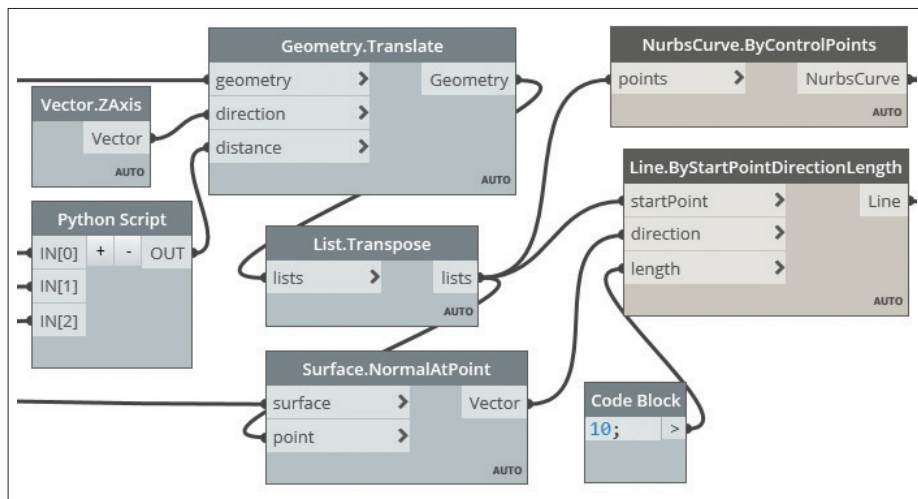 Geometry.Translate
geometry > Geometry
direction >
distance >
AUTO
Vector.ZAxis
Vector
AUTO
Python Script
IN[0] + - OUT
IN[1]
IN[2]
List.Transpose
lists > lists
AUTO
Surface.NormalAtPoint
surface > Vector
point >
AUTO
NurbsCurve.ByControlPoints
points > NurbsCurve
AUTO
Line.ByStartPointDirectionLength
startPoint > Line
direction >
length >
AUTO
Code Block
10; >